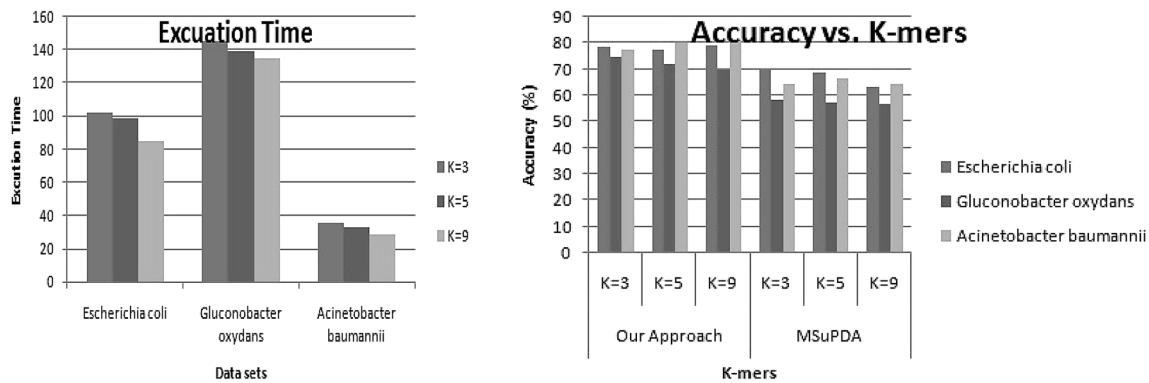 Excuation Time
160
140
120
100
80
60
40
20
0
Excution Time
Escherichia coli
Gluconobacter
oxydans
Acinetobacter
baumannii
Data sets
K=3
K=5
K=9
Accuracy vs. K-mers
90
80
70
60
50
40
30
20
10
0
Accuracy (%)
K=3 K=5 K=9 K=3 K=5 K=9
Our Approach MSuPDA
K-mers
Escherichia coli
Gluconobacter oxydans
Acinetobacter baumannii